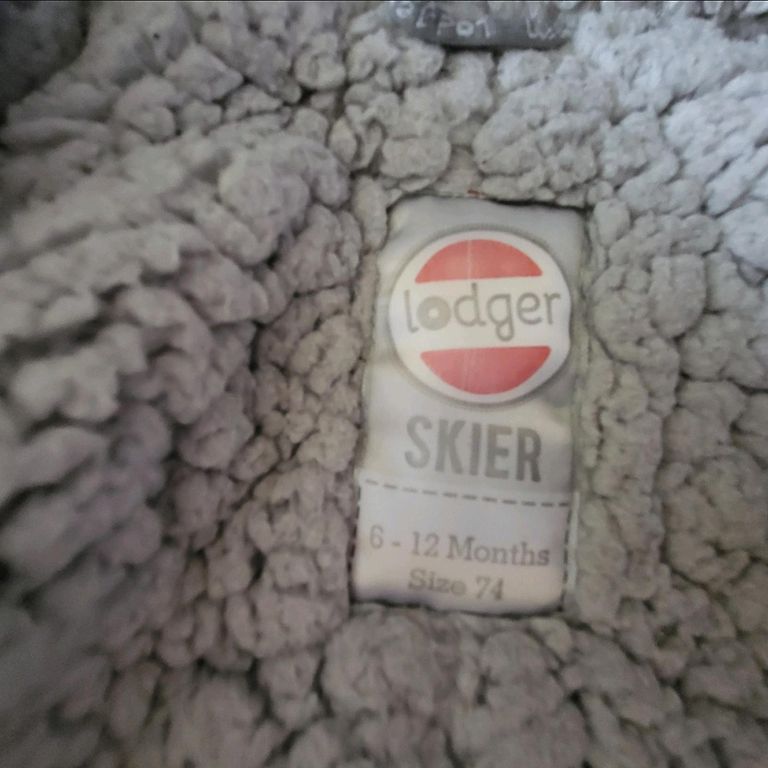 lodger
SKIER
6 - 12 Months
Size 74